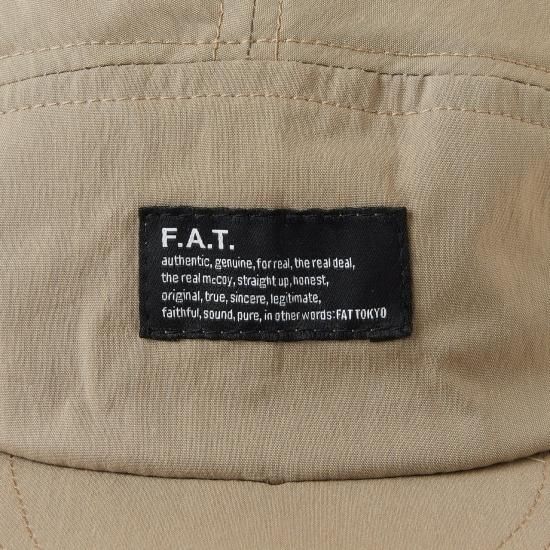 F.A.T.
authentic, genuine, for real, the real deal,
the real mccoy, straight up, honest,
original, true, sincere, legitimate,
faithful, sound, pure, in other words: FAT TOKYO